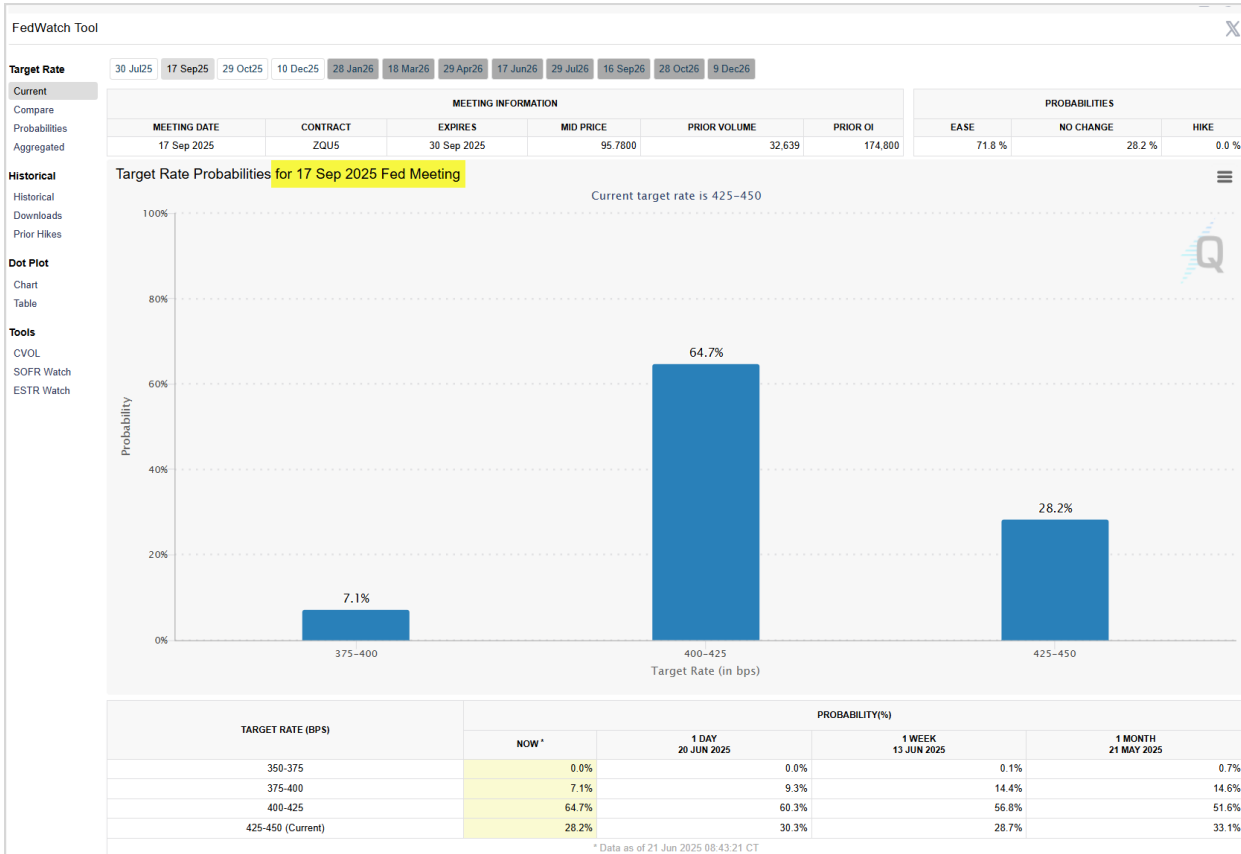 FedWatch Tool
Target Rate
Current
Compare
Probabilities
Aggregated
Historical
Historical
Downloads
Prior Hikes
Dot Plot
Chart
Table
Tools
CVOL
SOFR Watch
ESTR Watch
30 Jul25 17 Sep25 29 Oct25 10 Dec25 28 Jan26 18 Mar26 29 Apr26 17 Jun26 29 Jul26 16 Sep26 28 Oct26 9 Dec26
MEETING INFORMATION
MEETING DATE CONTRACT EXPIRES MID PRICE PRIOR VOLUME PRIOR OI
17 Sep 2025 ZQU5 30 Sep 2025 95.7800 32,639 174,800
PROBABILITIES
EASE NO CHANGE HIKE
71.8 % 28.2 % 0.0 %
Target Rate Probabilities for 17 Sep 2025 Fed Meeting
Current target rate is 425–450
Q
Probability
100%
80%
60%
40%
20%
0%
7.1%
64.7%
28.2%
375–400 400–425 425–450
Target Rate (in bps)
TARGET RATE (BPS) PROBABILITY(%)
NOW * 1 DAY 1 WEEK 1 MONTH
20 JUN 2025 13 JUN 2025 21 MAY 2025
350-375 0.0% 0.0% 0.1% 0.7%
375-400 7.1% 9.3% 14.4% 14.6%
400-425 64.7% 60.3% 56.8% 51.6%
425-450 (Current) 28.2% 30.3% 28.7% 33.1%
* Data as of 21 Jun 2025 08:43:21 CT